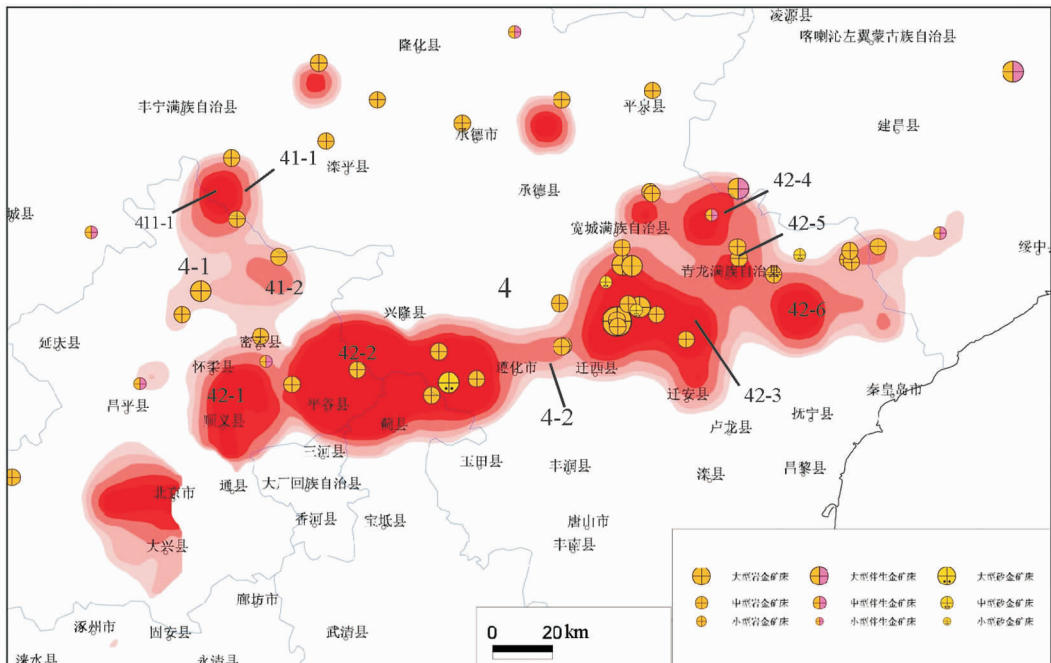 凌源县
隆化县
喀喇沁左翼蒙古族自治县
丰宁满族自治县
平泉县
建昌县
承德市
41-1
滦平县
42-4
411-1
承德县
城县
42-5
宽城满族自治县
绥中
4-1
青龙满族自治县
41-2
4
42-6
兴隆县
延庆县
密云县
42-2
怀柔县
遵化市
迁西县
42-1
昌平县
平谷县
4-2
迁安县
42-3
秦皇岛市
顺义县
蓟县
抚宁县
卢龙县
三河县
玉田县
丰润县
昌黎县
滦县
北京市
通县
大厂回族自治县
香河县
宝坻县
唐山市
大兴县
丰南县
大型岩金矿床
大型伴生金矿床
大型砂金矿床
廊坊市
中型岩金矿床
中型伴生金矿床
中型砂金矿床
涿州市
固安县
武清县
0 20 km
小型岩金矿床
小型伴生金矿床
小型砂金矿床
涞水县
永清县